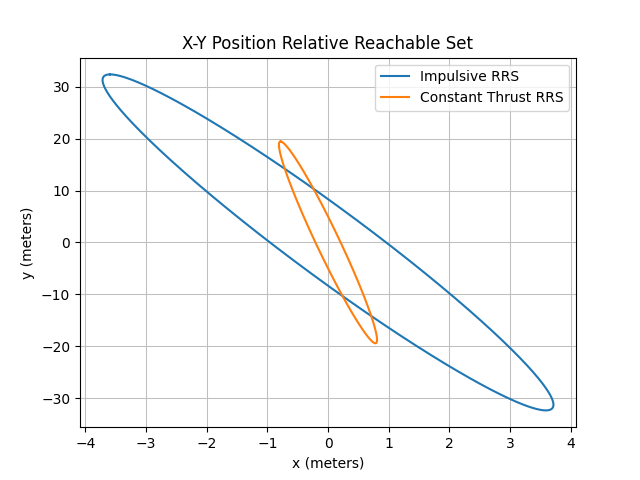 X-Y Position Relative Reachable Set
Impulsive RRS
Constant Thrust RRS
30
20
10
0
−10
−20
−30
y (meters)
−4 −3 −2 −1 0 1 2 3 4
x (meters)